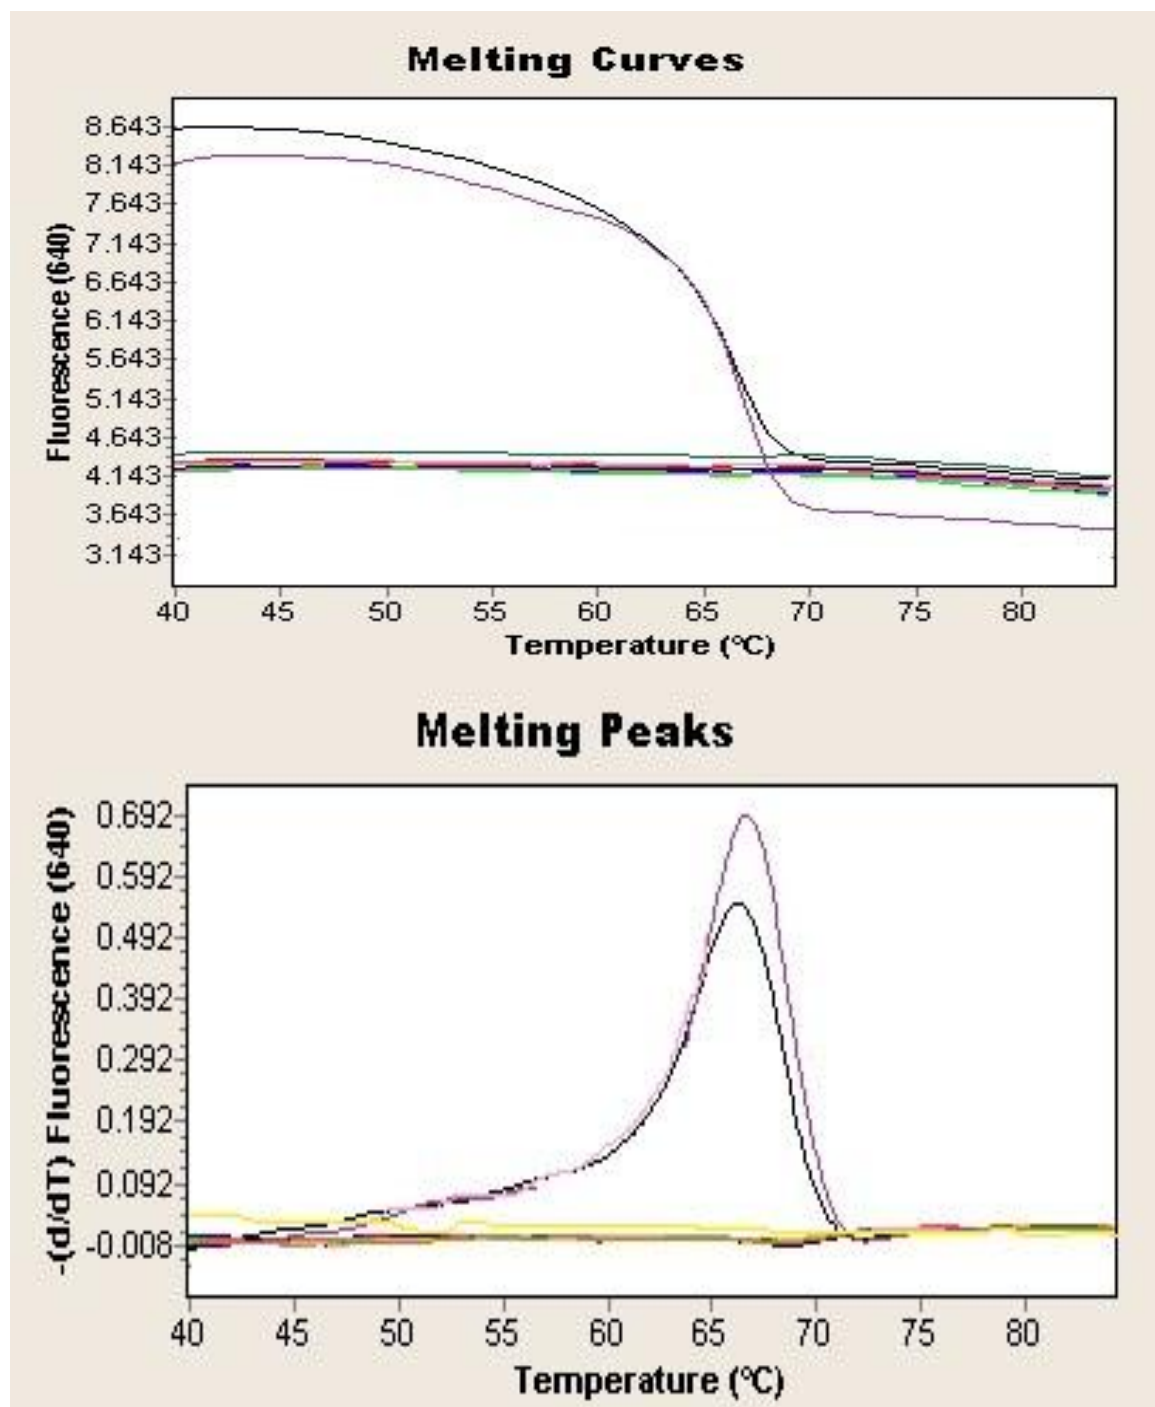 Melting Curves
Fluorescence (640)
8.643
8.143
7.643
7.143
6.643
6.143
5.643
5.143
4.643
4.143
3.643
3.143
40 45 50 55 60 65 70 75 80
Temperature (°C)
Melting Peaks
-(d/dT) Fluorescence (640)
0.692
0.592
0.492
0.392
0.292
0.192
0.092
-0.008
40 45 50 55 60 65 70 75 80
Temperature (°C)